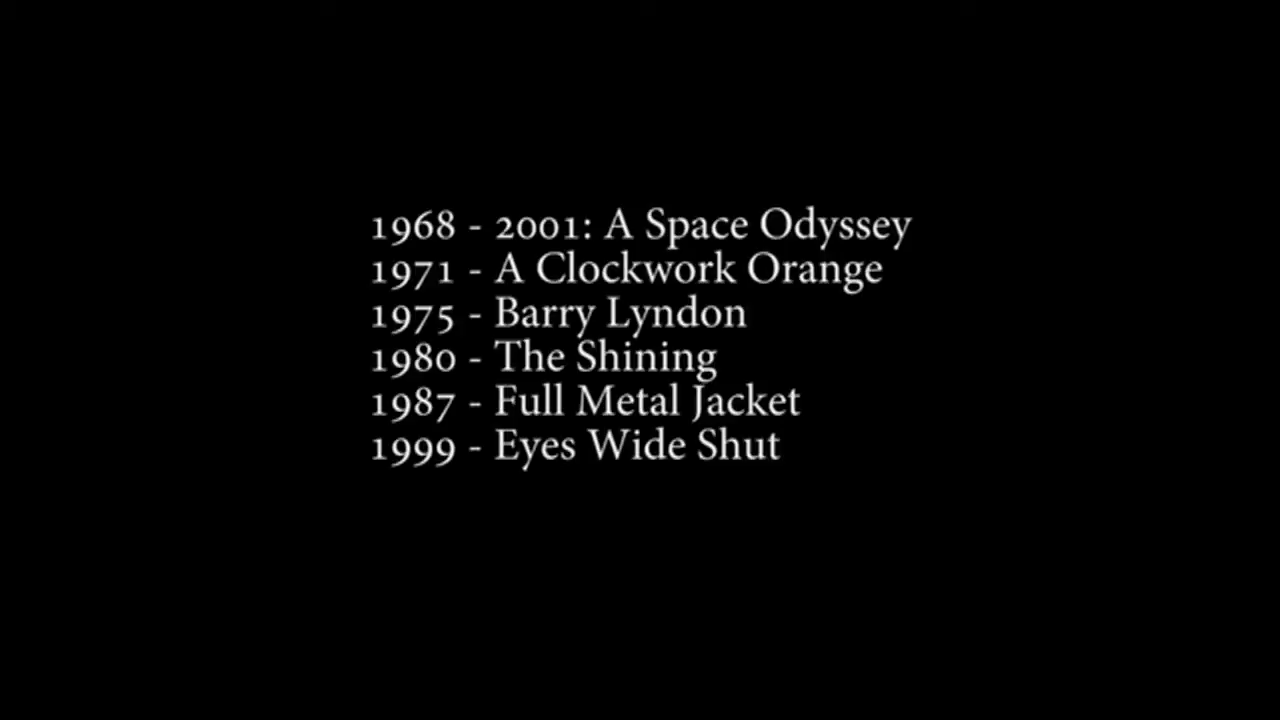 1968 - 2001: A Space Odyssey
1971 - A Clockwork Orange
1975 - Barry Lyndon
1980 - The Shining
1987 - Full Metal Jacket
1999 - Eyes Wide Shut